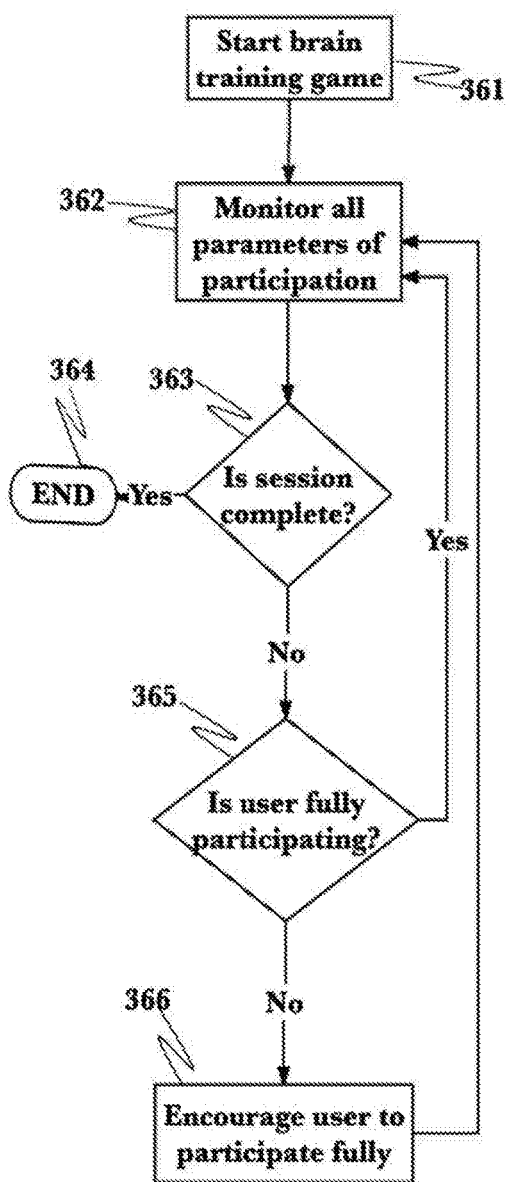 Start brain
training game
361
362
Monitor all
parameters of
participation
364
363
END
Yes
Is session
complete?
Yes
No
365
Is user fully
participating?
No
366
Encourage user to
participate fully